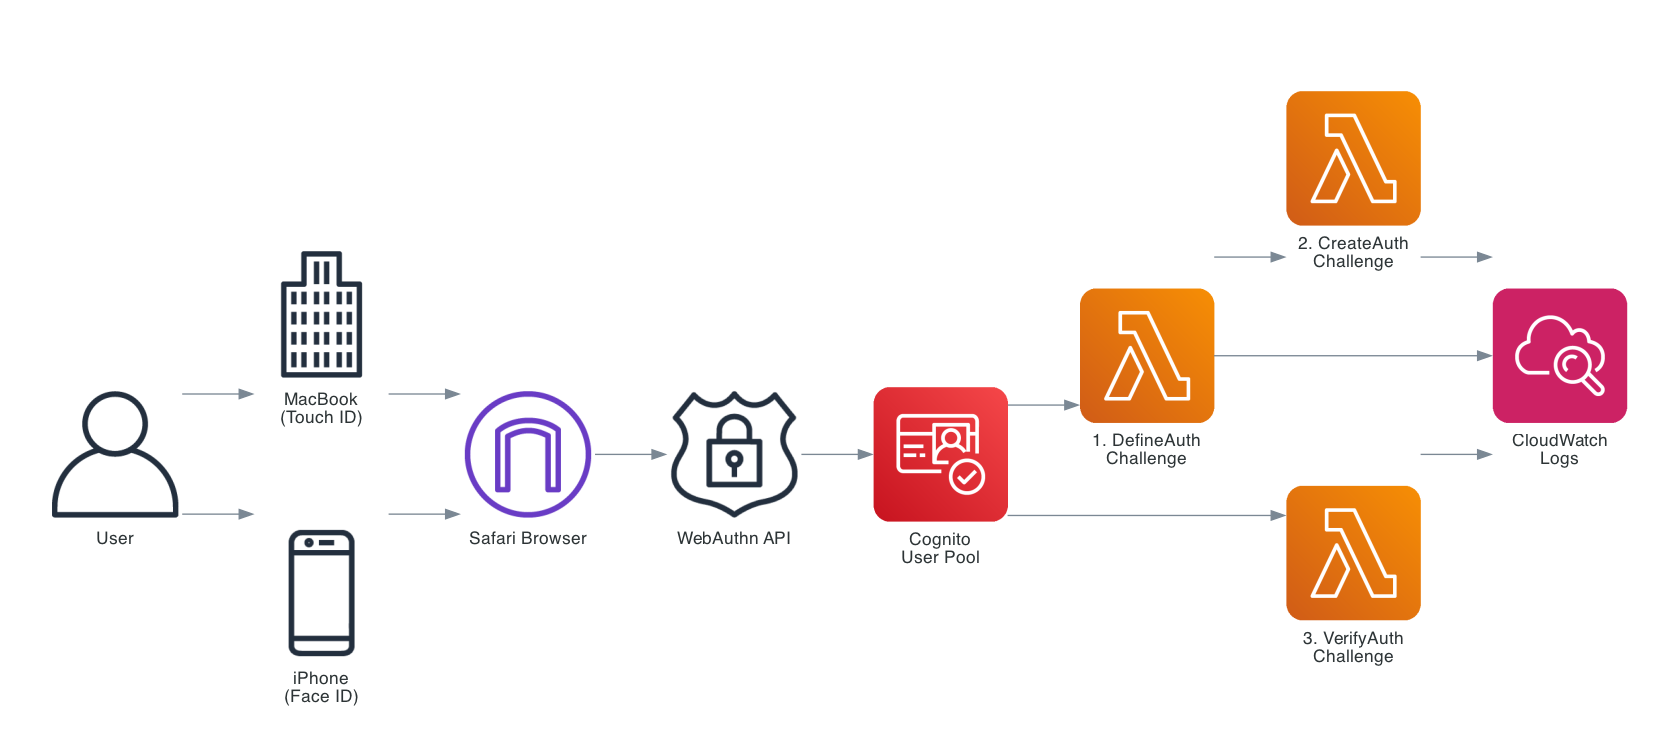 User
MacBook
(Touch ID)
iPhone
(Face ID)
Safari Browser
WebAuthn API
Cognito
User Pool
1. DefineAuth
Challenge
2. CreateAuth
Challenge
3. VerifyAuth
Challenge
CloudWatch
Logs